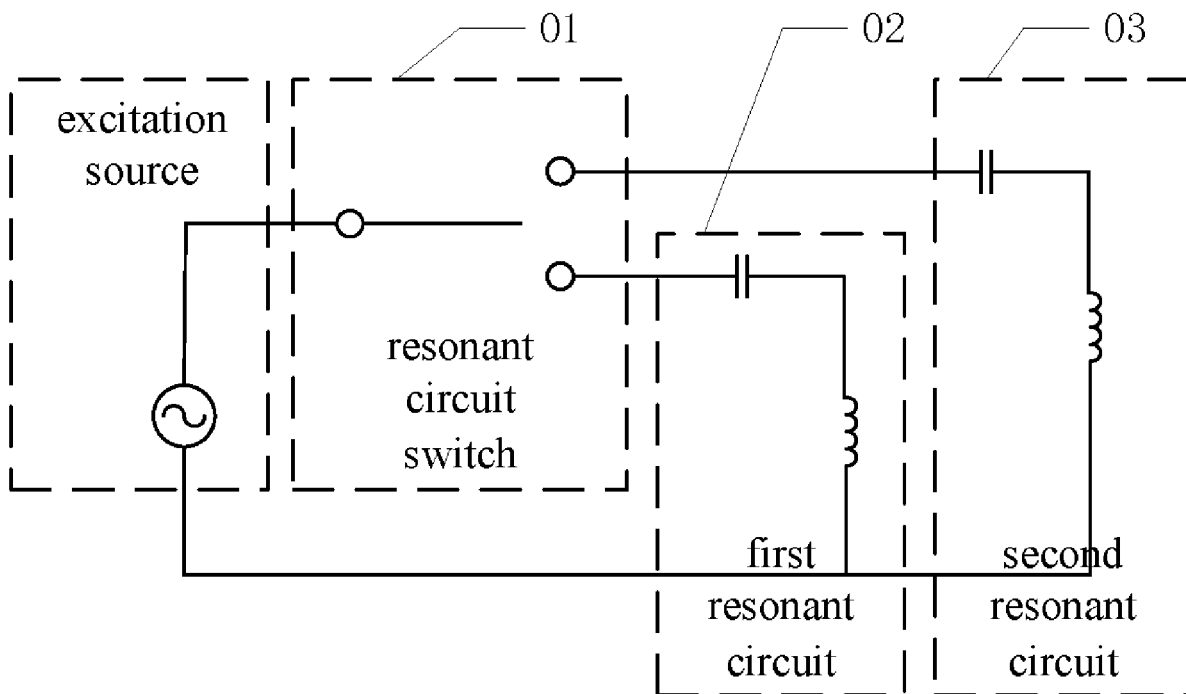 01
02
03
excitation
source
resonant
circuit
switch
first
resonant
circuit
second
resonant
circuit